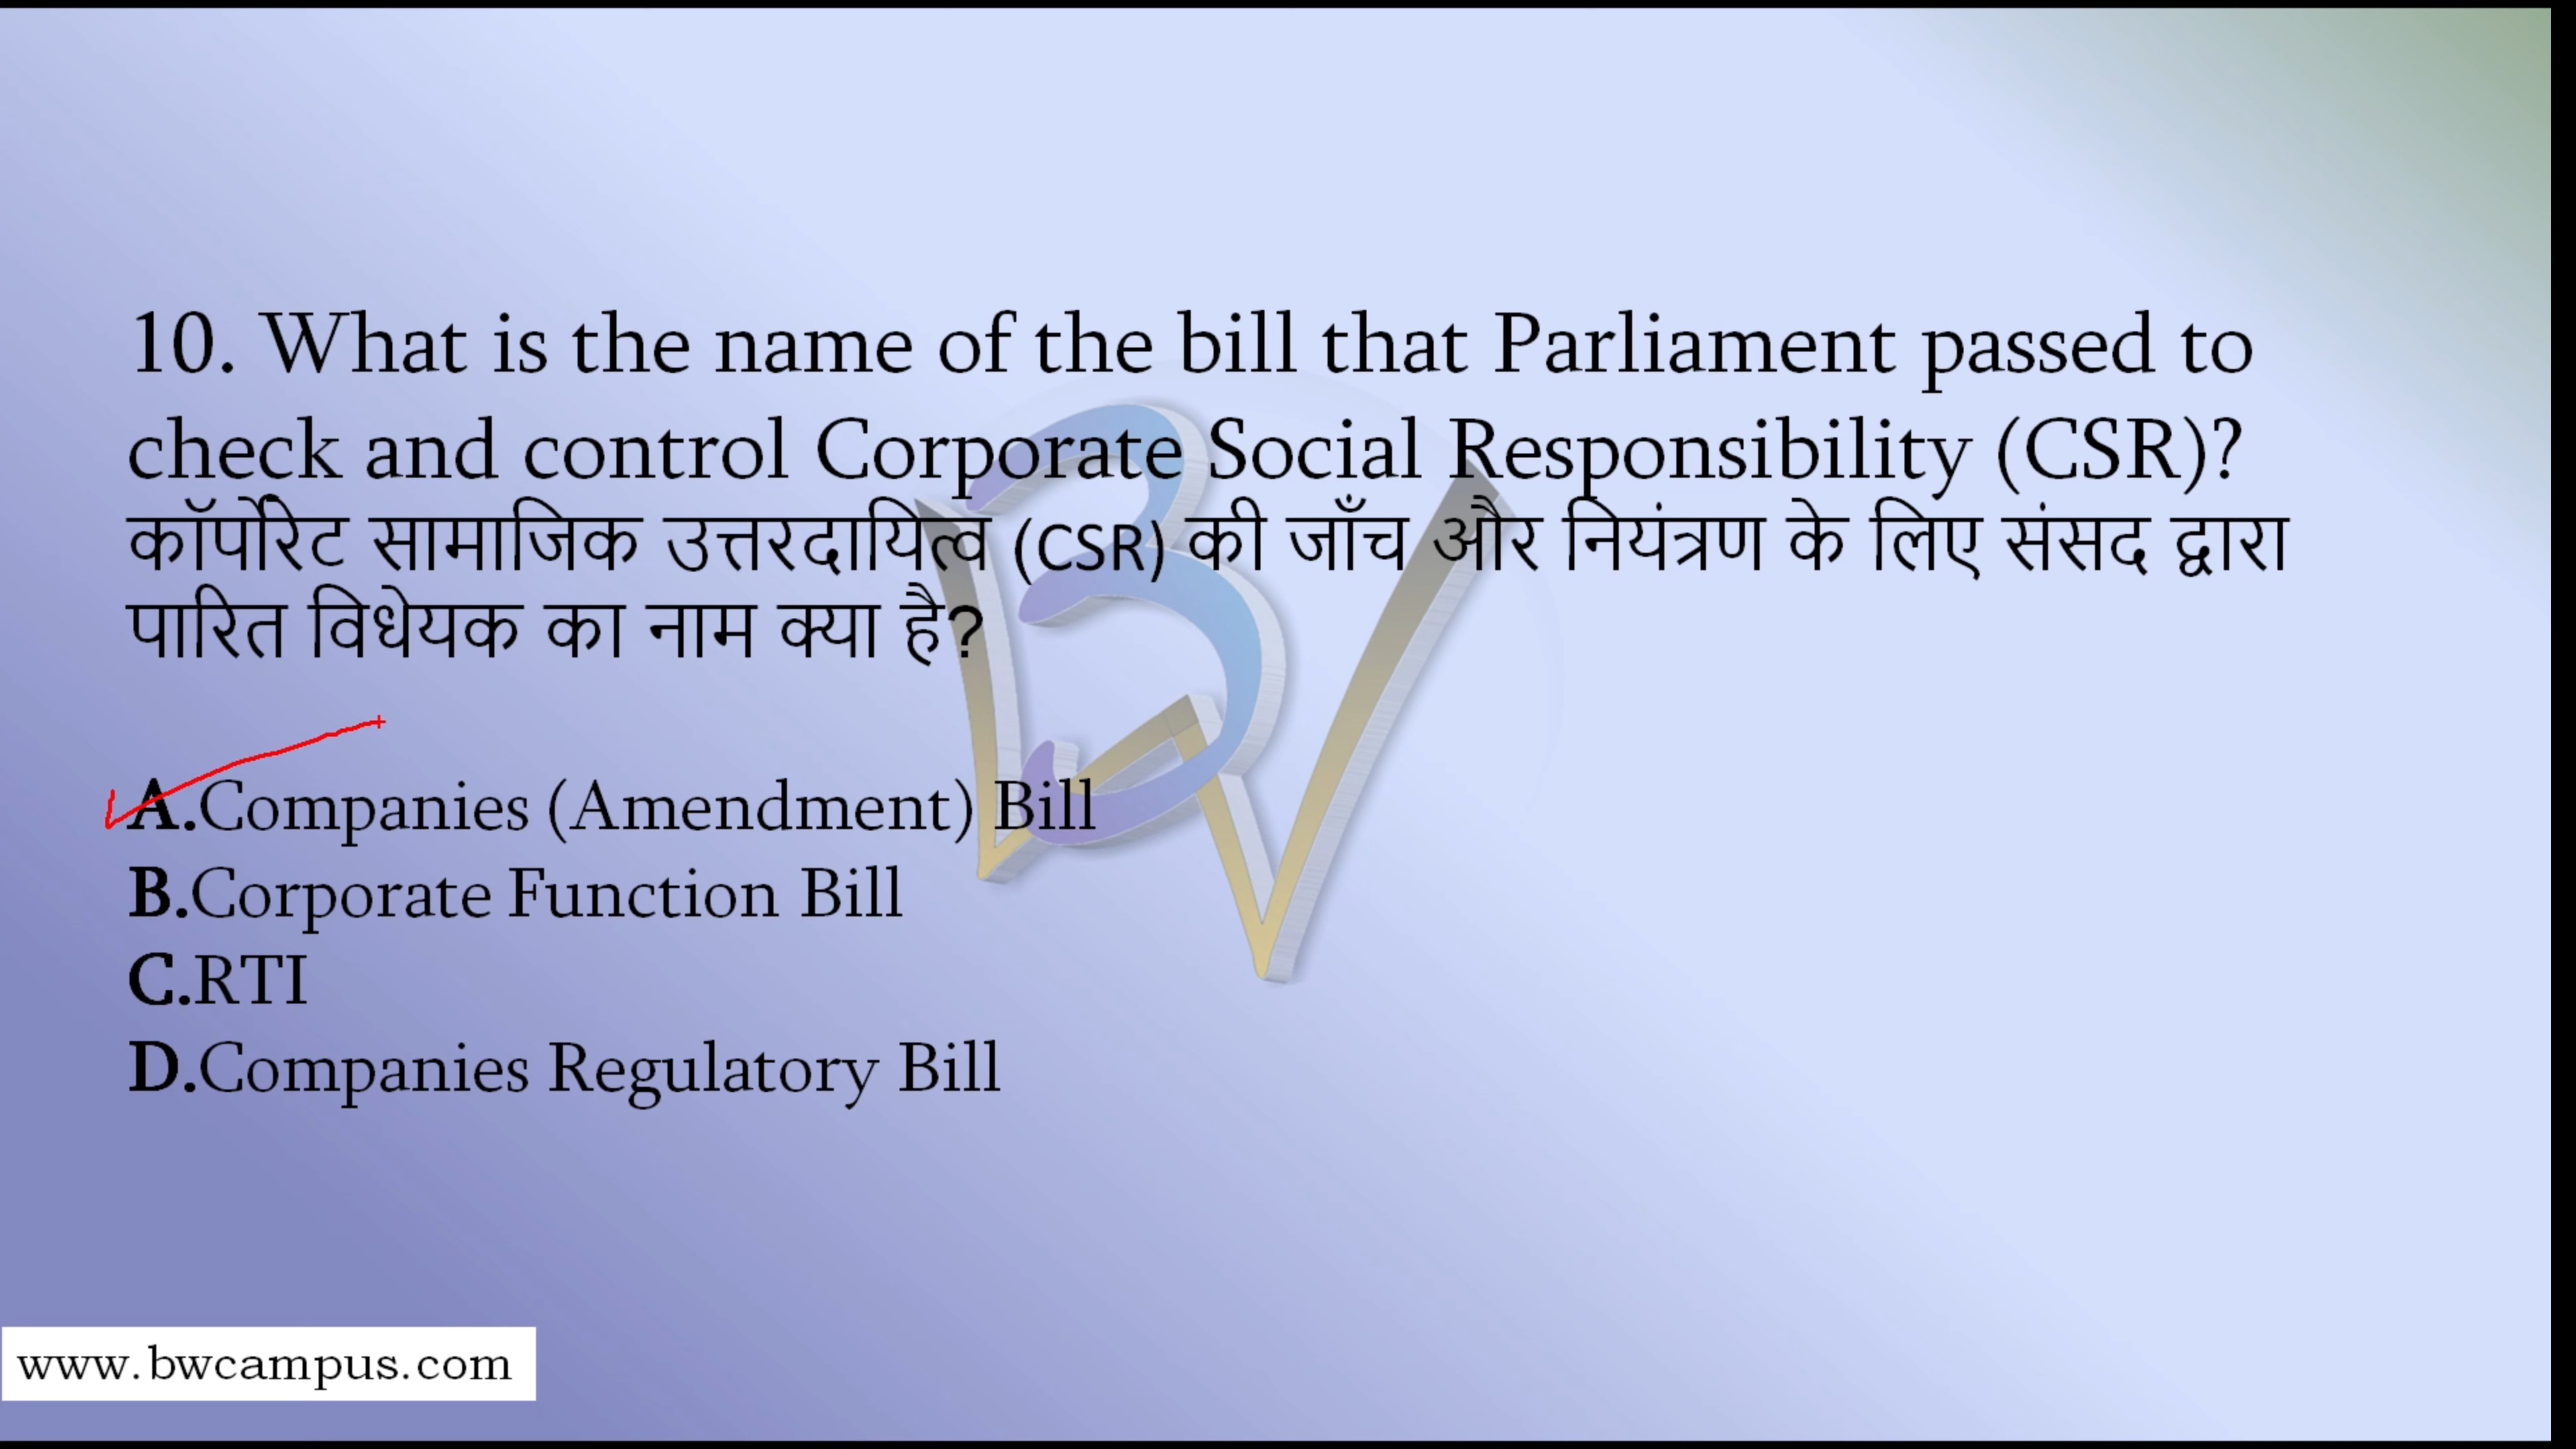 10. What is the name of the bill that Parliament passed to
check and control Corporate Social Responsibility (CSR)?
कॉर्पोरेट सामाजिक उत्तरदायित्व (CSR) की जाँच और नियंत्रण के लिए संसद द्वारा
पारित विधेयक का नाम क्या है?
A.Companies (Amendment) Bill
B.Corporate Function Bill
C.RTI
D.Companies Regulatory Bill
www.bwcampus.com